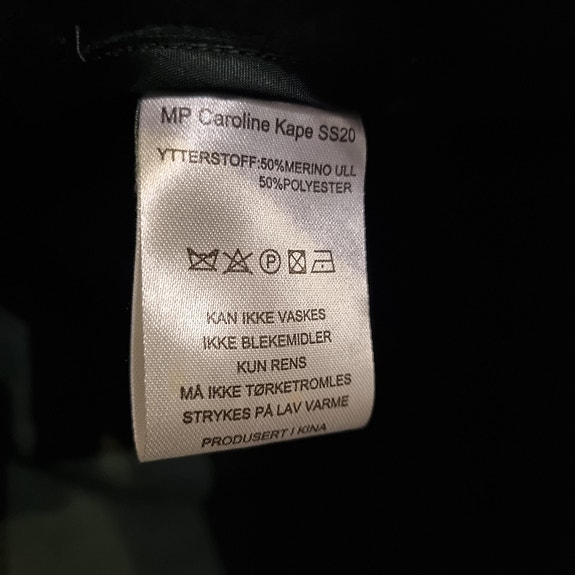 MP Caroline Kape SS20
YTTERSTOFF:50%MERINO ULL
50%POLYESTER
P
KAN IKKE VASKES
IKKE BLEKEMIDLER
KUN RENS
MÅ IKKE TØRKETROMLES
STRYKES PÅ LAV VARME
PRODUSERT I KINA